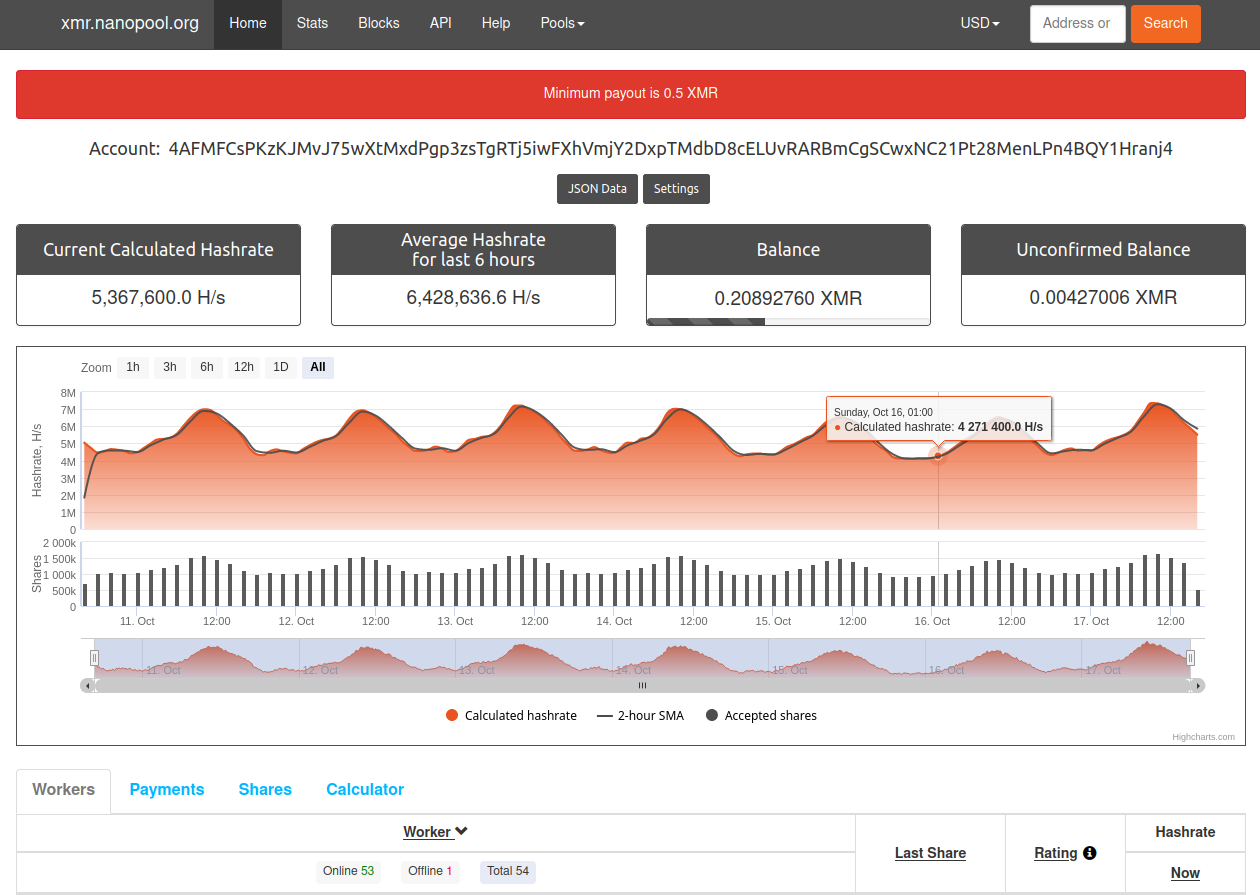 xmr.nanopool.org Home Stats Blocks API Help Pools USD Address or Search
Minimum payout is 0.5 XMR
Account: 4AFMFCsPKzKJMvJ75wXtMxdPgp3zsTgRTj5iwFXhVmjY2DxpTMdbD8cELUvRARBmCgSCwxNC21Pt28MenLPn4BQY1Hranj4
JSON Data Settings
Current Calculated Hashrate
5,367,600.0 H/s
Average Hashrate
for last 6 hours
6,428,636.6 H/s
Balance
0.20892760 XMR
Unconfirmed Balance
0.00427006 XMR
Zoom 1h 3h 6h 12h 1D All
Hashrate, H/s
8M
7M
6M
5M
4M
3M
2M
1M
0
Sunday, Oct 16, 01:00
Calculated hashrate: 4 271 400.0 H/s
Shares
2 000k
1 500k
1 000k
500k
0
11. Oct 12:00 12. Oct 12:00 13. Oct 12:00 14. Oct 12:00 15. Oct 12:00 16. Oct 12:00 17. Oct 12:00
11. Oct 12. Oct 13. Oct 14. Oct 15. Oct 16. Oct 17. Oct
Calculated hashrate 2-hour SMA Accepted shares
Highcharts.com
Workers Payments Shares Calculator
Worker
Online 53 Offline 1 Total 54
Last Share
Rating
Hashrate
Now